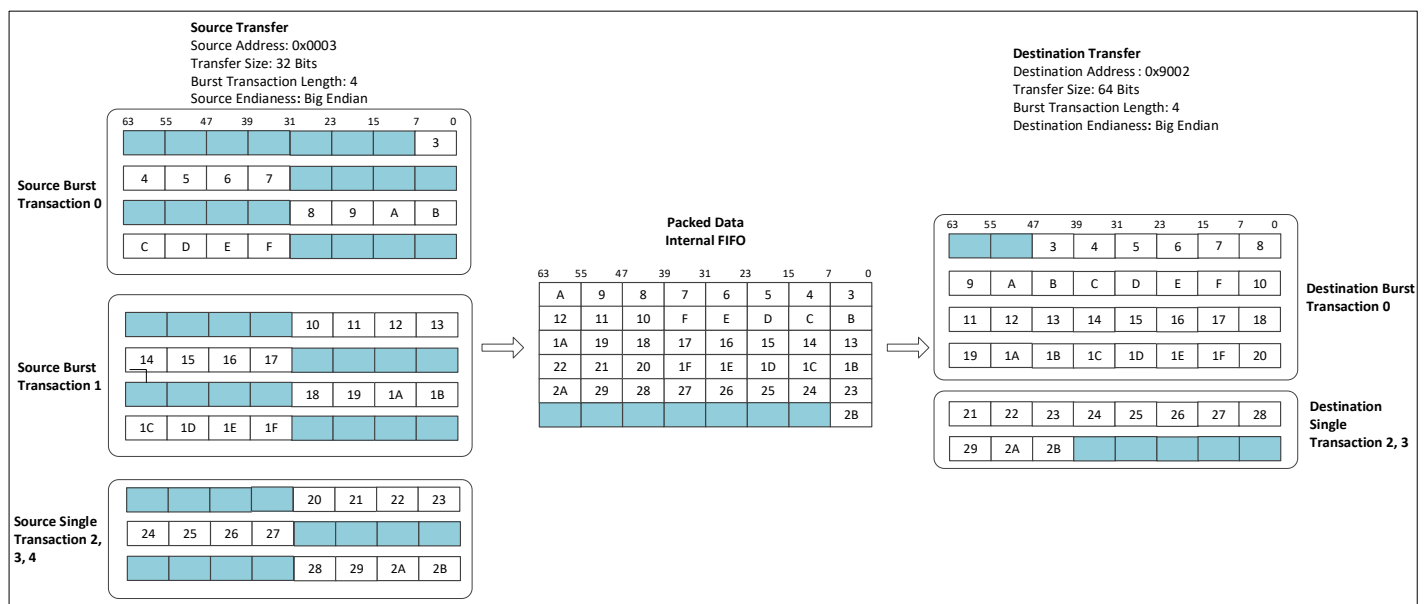 Source Transfer
Source Address: 0x0003
Transfer Size: 32 Bits
Burst Transaction Length: 4
Source Endianess: Big Endian
63 55 47 39 31 23 15 7 0
3
Source Burst
Transaction 0
4 5 6 7
8 9 A B
C D E F
Source Burst
Transaction 1
10 11 12 13
14 15 16 17
18 19 1A 1B
1C 1D 1E 1F
Source Single
Transaction 2,
3, 4
20 21 22 23
24 25 26 27
28 29 2A 2B
Packed Data
Internal FIFO
63 55 47 39 31 23 15 7 0
A 9 8 7 6 5 4 3
12 11 10 F E D C B
1A 19 18 17 16 15 14 13
22 21 20 1F 1E 1D 1C 1B
2A 29 28 27 26 25 24 23
2B
Destination Transfer
Destination Address : 0x9002
Transfer Size: 64 Bits
Burst Transaction Length: 4
Destination Endianess: Big Endian
63 55 47 39 31 23 15 7 0
3 4 5 6 7 8
9 A B C D E F 10
11 12 13 14 15 16 17 18
19 1A 1B 1C 1D 1E 1F 20
Destination Burst
Transaction 0
21 22 23 24 25 26 27 28
29 2A 2B
Destination
Single
Transaction 2, 3